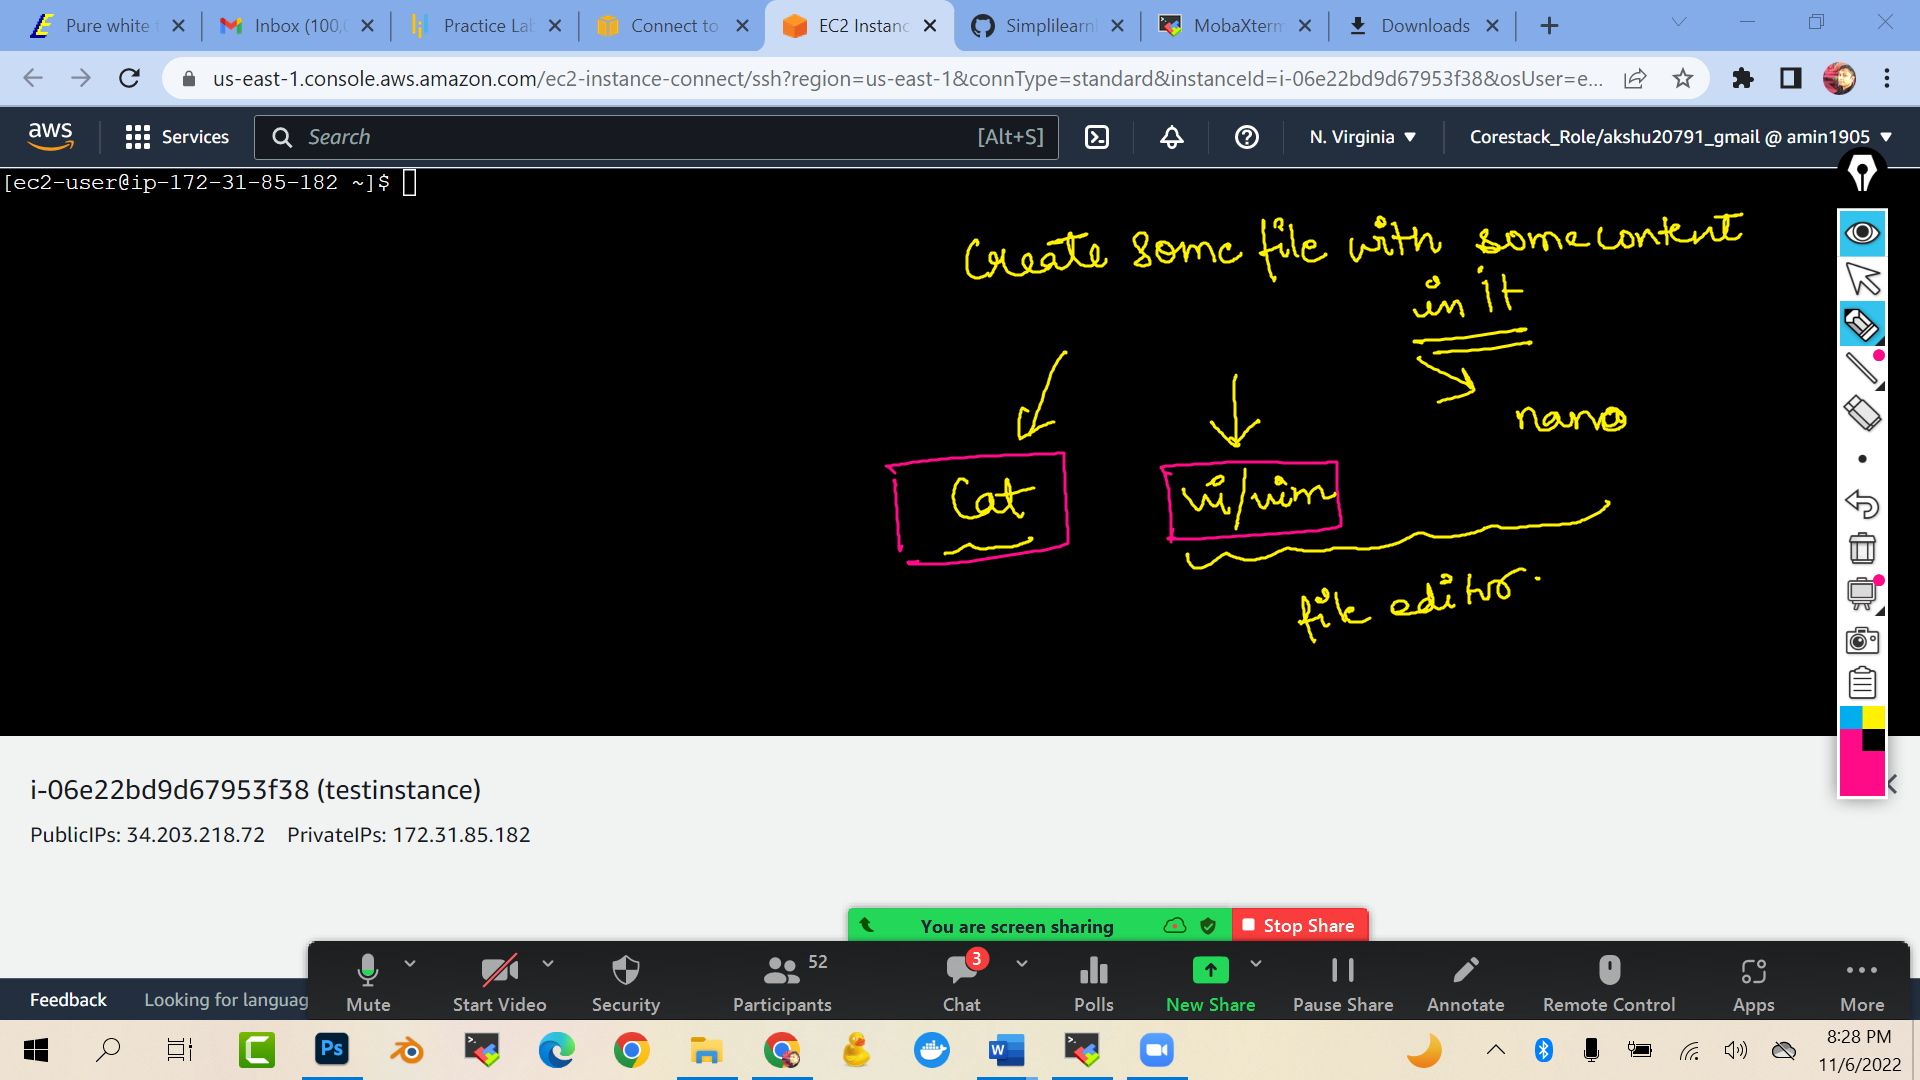 Pure white
Inbox (100,
Practice Lab
Connect to
EC2 Instanc
Simplilearn
MobaXterm
Downloads
us-east-1.console.aws.amazon.com/ec2-instance-connect/ssh?region=us-east-1&connType=standard&instanceId=i-06e22bd9d67953f38&osUser=e...
aws
Services
Search
[Alt+S]
N. Virginia
Corestack_Role/akshu20791_gmail @ amin1905
[ec2-user@ip-172-31-85-182 ~]$
Create some file with some content
in it
nano
Cat
vi/vim
file editor.
i-06e22bd9d67953f38 (testinstance)
PublicIPs: 34.203.218.72 PrivateIPs: 172.31.85.182
You are screen sharing
Stop Share
Mute
Start Video
Security
52
Participants
3
Chat
Polls
New Share
Pause Share
Annotate
Remote Control
Apps
More
Feedback
Looking for languag
Ps
W
8:28 PM
11/6/2022